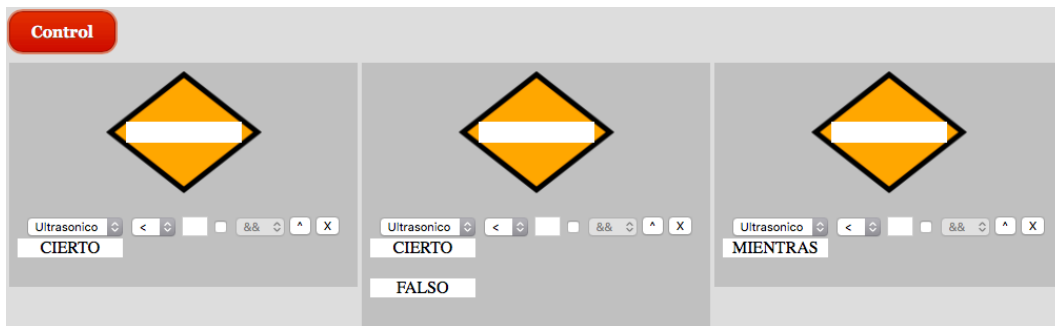 Control
Ultrasonico < && ^ X
CIERTO
Ultrasonico < && ^ X
CIERTO
FALSO
Ultrasonico < && ^ X
MIENTRAS